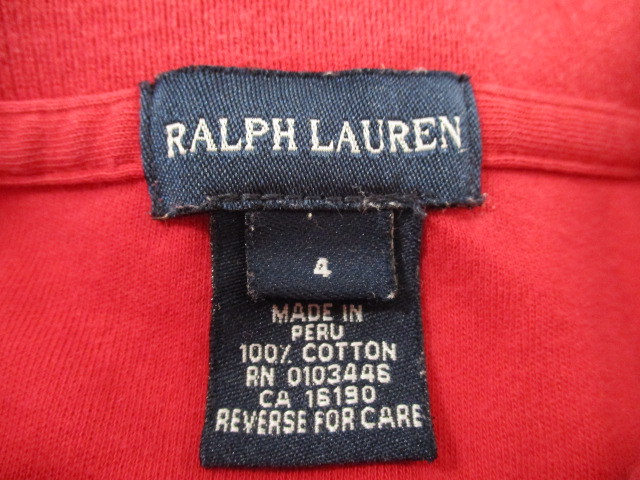 RALPH LAUREN
4
MADE IN
PERU
100% COTTON
RN 0103446
CA 16190
REVERSE FOR CARE